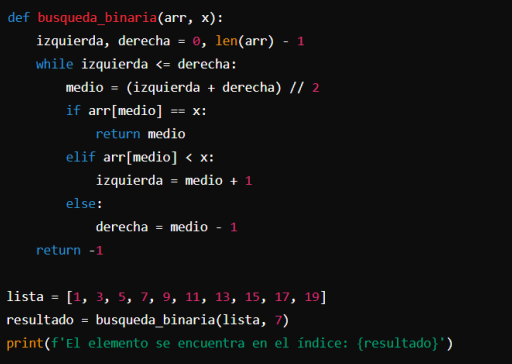 def busqueda_binaria(arr, x):
    izquierda, derecha = 0, len(arr) - 1
    while izquierda <= derecha:
        medio = (izquierda + derecha) // 2
        if arr[medio] == x:
            return medio
        elif arr[medio] < x:
            izquierda = medio + 1
        else:
            derecha = medio - 1
    return -1

lista = [1, 3, 5, 7, 9, 11, 13, 15, 17, 19]
resultado = busqueda_binaria(lista, 7)
print(f'El elemento se encuentra en el índice: {resultado}')